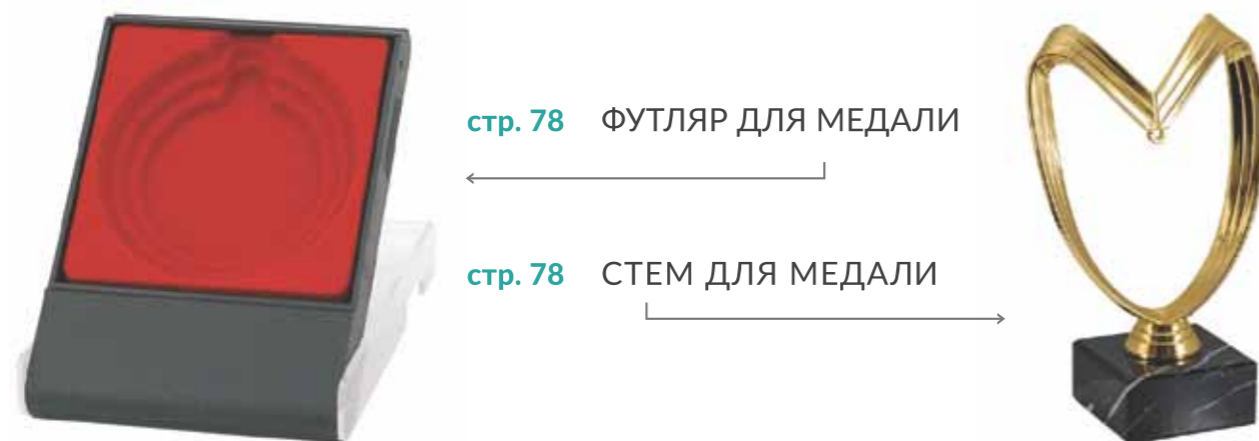 стр. 78 ФУТЛЯР ДЛЯ МЕДАЛИ
стр. 78 СТЕМ ДЛЯ МЕДАЛИ